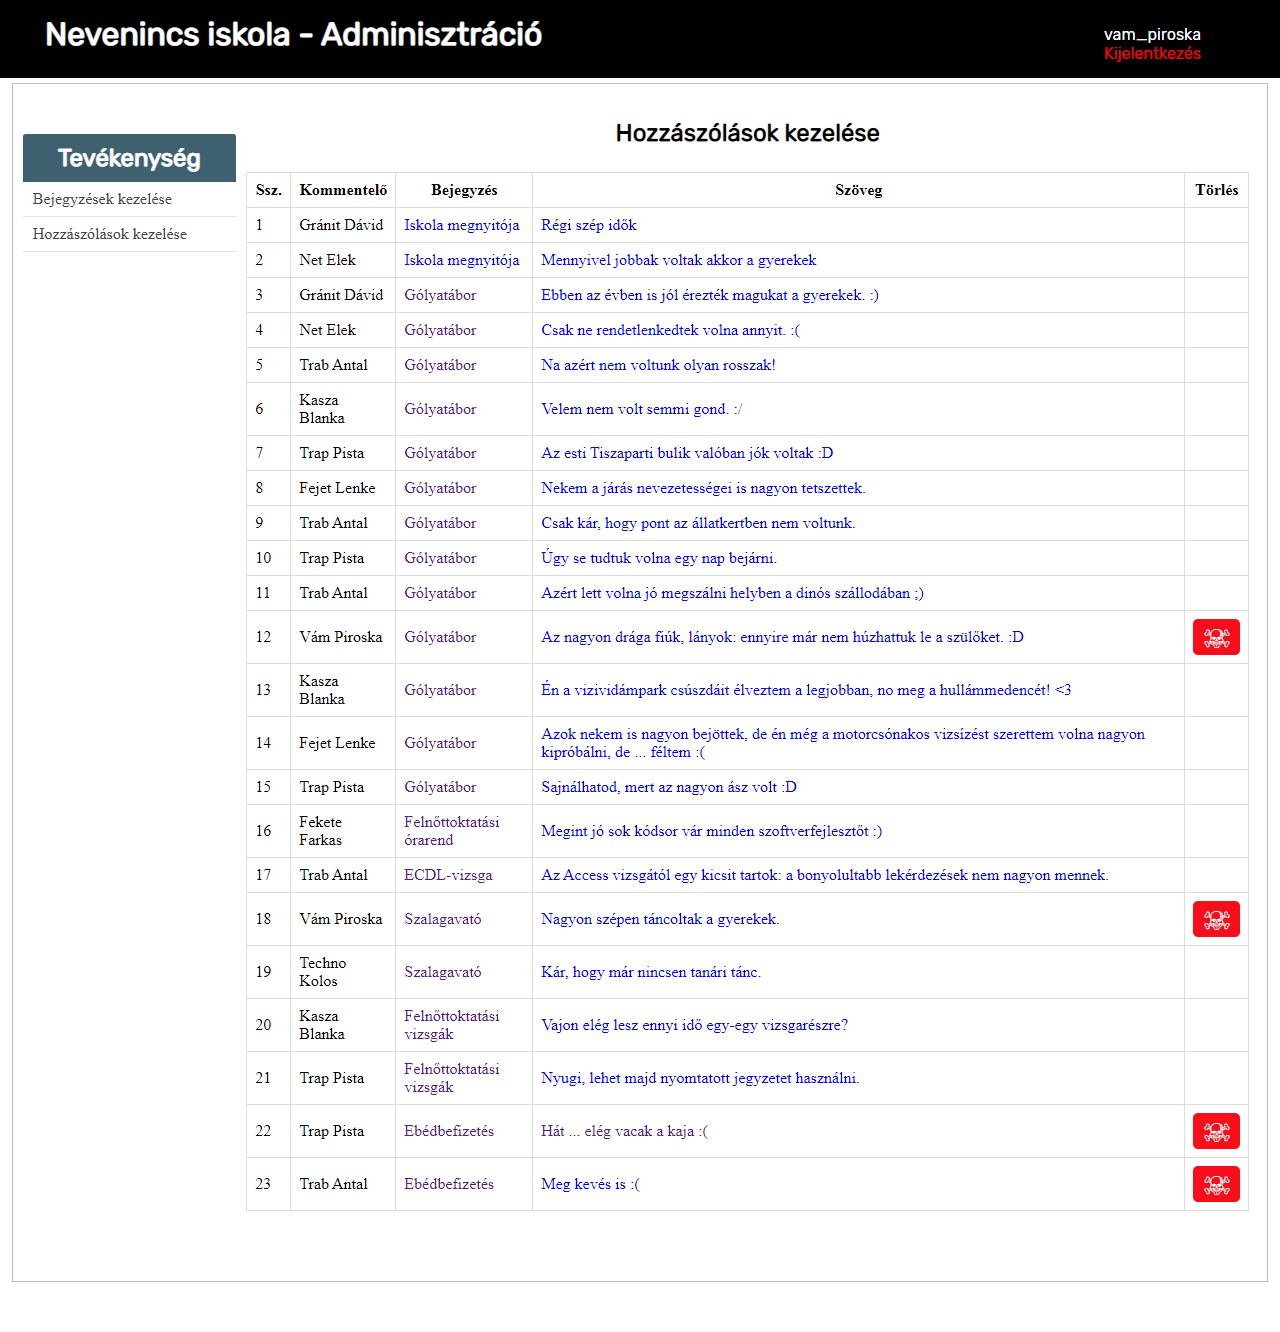 Nevenincs iskola - Adminisztráció
vam_piroska
Kijelentkezés
Tevékenység
Bejegyzések kezelése
Hozzászólások kezelése
Hozzászólások kezelése
Ssz. Kommentelő Bejegyzés Szöveg Törlés
1 Gránit Dávid Iskola megnyitója Régi szép idők
2 Net Elek Iskola megnyitója Mennyivel jobbak voltak akkor a gyerekek
3 Gránit Dávid Gólyatábor Ebben az évben is jól érezték magukat a gyerekek. :)
4 Net Elek Gólyatábor Csak ne rendetlenkedtek volna annyit. :(
5 Trab Antal Gólyatábor Na azért nem voltunk olyan rosszak!
6 Kasza Blanka Gólyatábor Velem nem volt semmi gond. :/
7 Trap Pista Gólyatábor Az esti Tiszaparti bulik valóban jók voltak :D
8 Fejet Lenke Gólyatábor Nekem a járás nevezetességei is nagyon tetszettek.
9 Trab Antal Gólyatábor Csak kár, hogy pont az állatkertben nem voltunk.
10 Trap Pista Gólyatábor Úgy se tudtuk volna egy nap bejárni.
11 Trab Antal Gólyatábor Azért lett volna jó megszálni helyben a dinós szállodában ;)
12 Vám Piroska Gólyatábor Az nagyon drága fiúk, lányok: ennyire már nem húzhattuk le a szülőket. :D
13 Kasza Blanka Gólyatábor Én a vizividámpark csúszdáit élveztem a legjobban, no meg a hullámmedencét! <3
14 Fejet Lenke Gólyatábor Azok nekem is nagyon bejöttek, de én még a motorcsónakos vizsízést szerettem volna nagyon
kipróbálni, de ... féltem :(
15 Trap Pista Gólyatábor Sajnálhatod, mert az nagyon ász volt :D
16 Fekete Farkas Felnőttoktatási órarend Megint jó sok kódsor vár minden szoftverfejlesztőt :)
17 Trab Antal ECDL-vizsga Az Access vizsgától egy kicsit tartok: a bonyolultabb lekérdezések nem nagyon mennek.
18 Vám Piroska Szalagavató Nagyon szépen táncoltak a gyerekek.
19 Techno Kolos Szalagavató Kár, hogy már nincsen tanári tánc.
20 Kasza Blanka Felnőttoktatási vizsgák Vajon elég lesz ennyi idő egy-egy vizsgarészre?
21 Trap Pista Felnőttoktatási vizsgák Nyugi, lehet majd nyomtatott jegyzetet használni.
22 Trap Pista Ebédbefizetés Hát ... elég vacak a kaja :(
23 Trab Antal Ebédbefizetés Meg kevés is :(